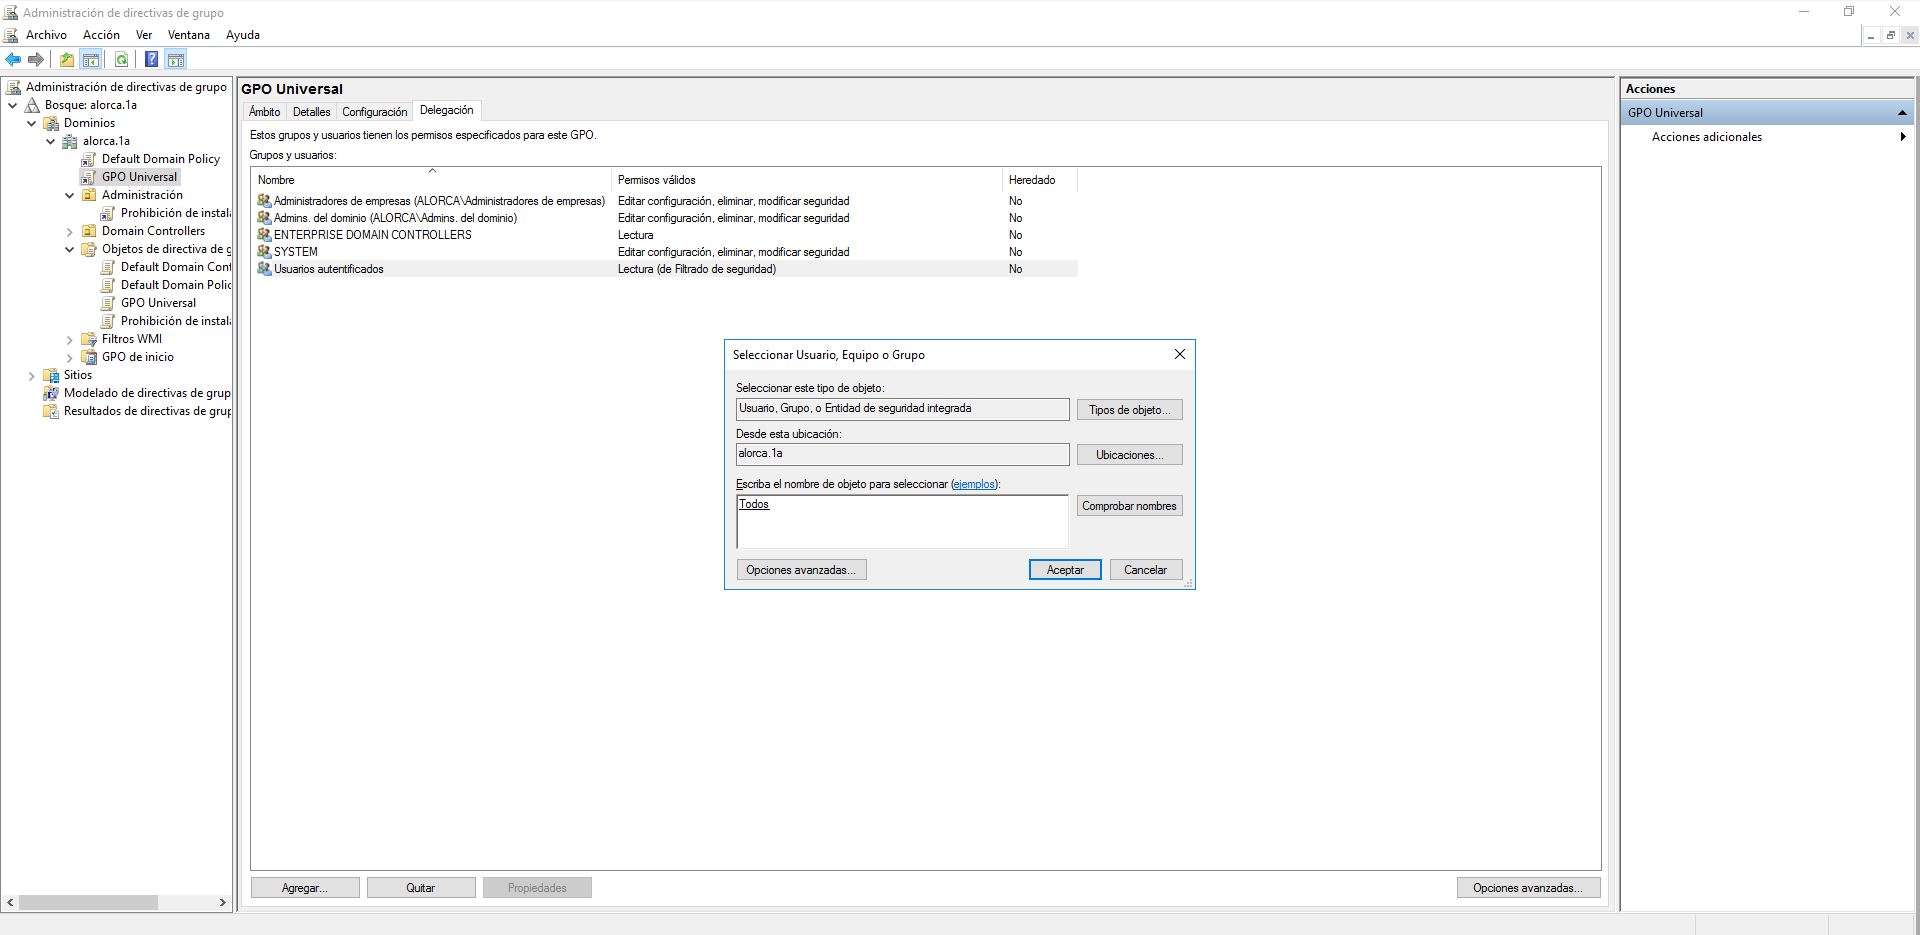 Administración de directivas de grupo
Archivo Acción Ver Ventana Ayuda
Administración de directivas de grupo
Bosque: alorca.1a
Dominios
alorca.1a
Default Domain Policy
GPO Universal
Administración
Prohibición de instala
Domain Controllers
Objetos de directiva de g
Default Domain Cont
Default Domain Polic
GPO Universal
Prohibición de instala
Filtros WMI
GPO de inicio
Sitios
Modelado de directivas de grup
Resultados de directivas de grup
GPO Universal
Ámbito Detalles Configuración Delegación
Estos grupos y usuarios tienen los permisos especificados para este GPO.
Grupos y usuarios:
Nombre Permisos válidos Heredado
Administradores de empresas (ALORCA\Administradores de empresas) Editar configuración, eliminar, modificar seguridad No
Admins. del dominio (ALORCA\Admins. del dominio) Editar configuración, eliminar, modificar seguridad No
ENTERPRISE DOMAIN CONTROLLERS Lectura No
SYSTEM Editar configuración, eliminar, modificar seguridad No
Usuarios autentificados Lectura (de Filtrado de seguridad) No
Seleccionar Usuario, Equipo o Grupo
Seleccionar este tipo de objeto:
Usuario, Grupo, o Entidad de seguridad integrada Tipos de objeto...
Desde esta ubicación:
alorca.1a Ubicaciones...
Escriba el nombre de objeto para seleccionar (ejemplos):
Todos Comprobar nombres
Opciones avanzadas... Aceptar Cancelar
Agregar... Quitar Propiedades Opciones avanzadas...
Acciones
GPO Universal
Acciones adicionales